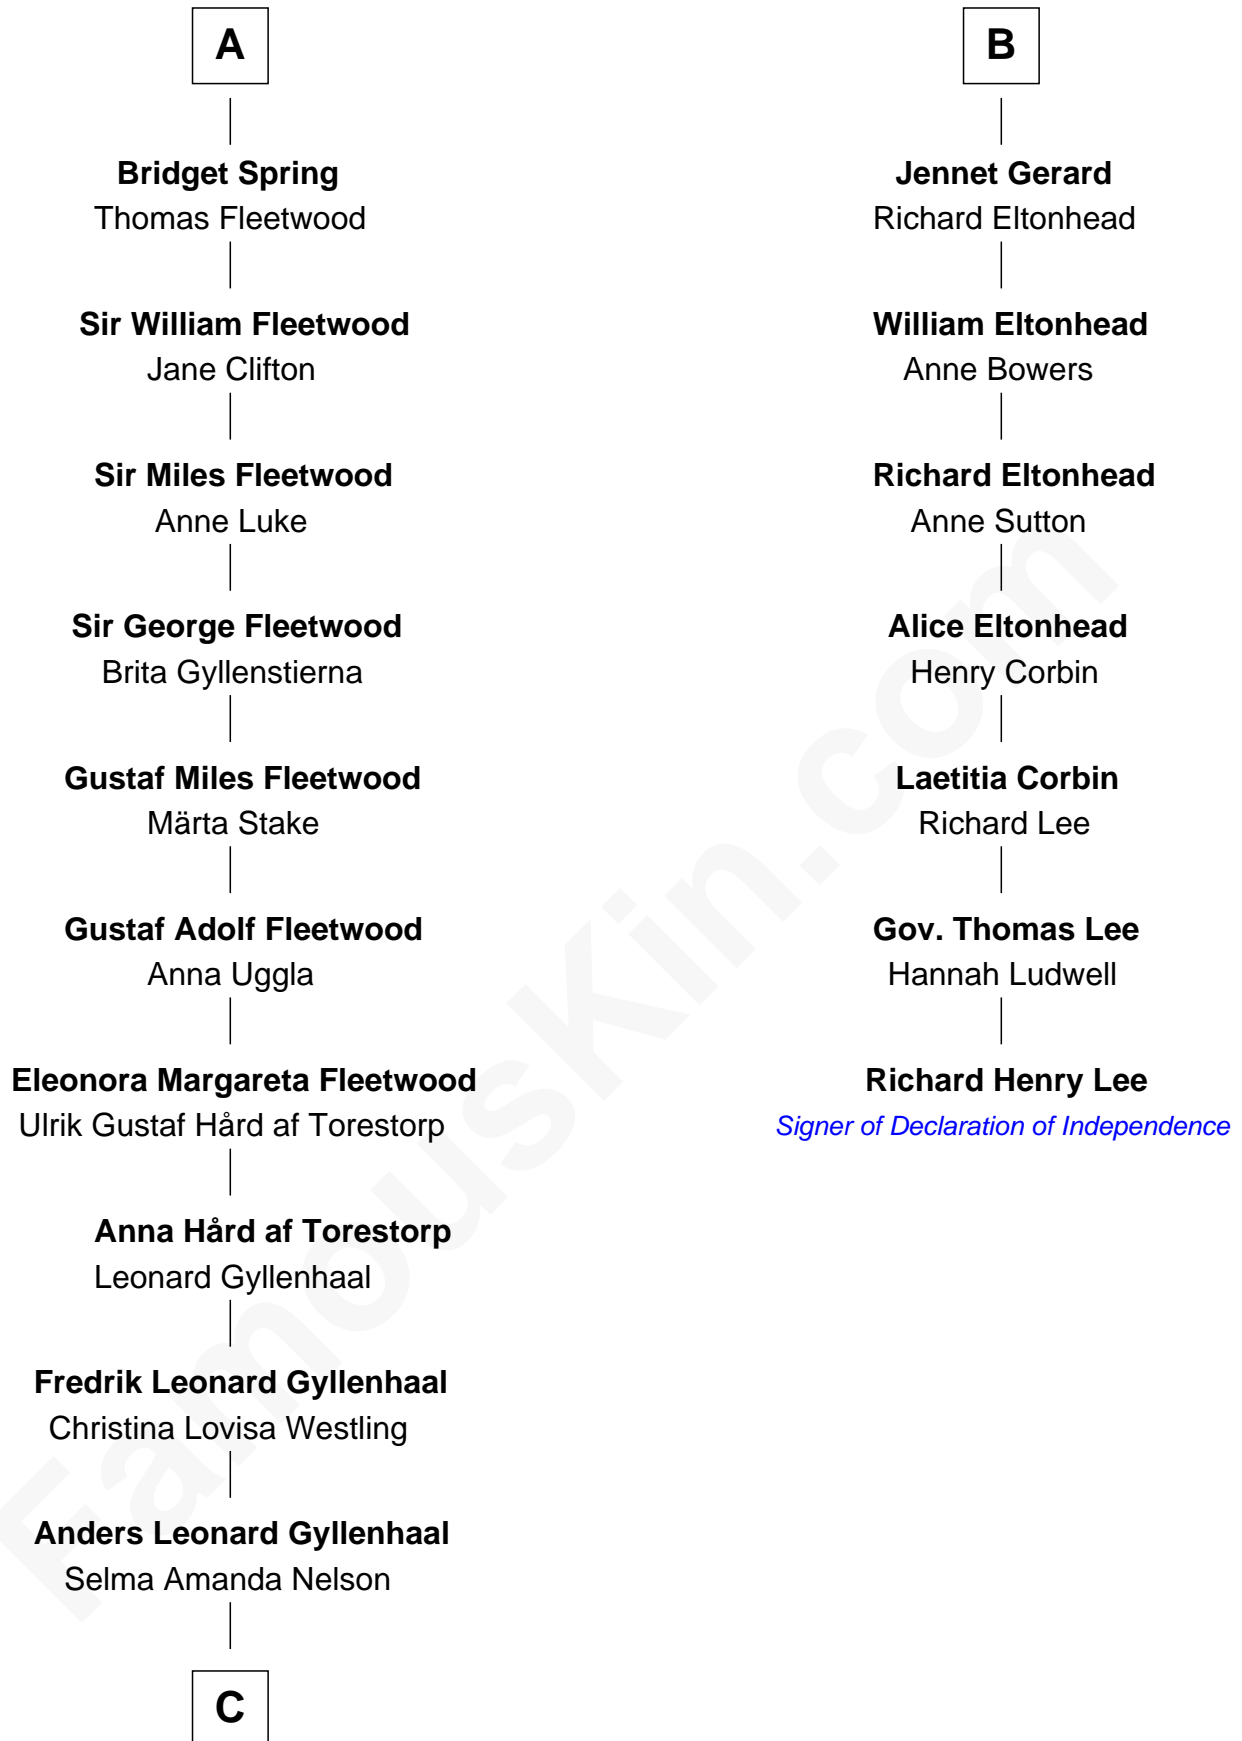 A
Bridget Spring
Thomas Fleetwood
Sir William Fleetwood
Jane Clifton
Sir Miles Fleetwood
Anne Luke
Sir George Fleetwood
Brita Gyllenstierna
Gustaf Miles Fleetwood
Märta Stake
Gustaf Adolf Fleetwood
Anna Uggla
Eleonora Margareta Fleetwood
Ulrik Gustaf Hård af Torestorp
Anna Hård af Torestorp
Leonard Gyllenhaal
Fredrik Leonard Gyllenhaal
Christina Lovisa Westling
Anders Leonard Gyllenhaal
Selma Amanda Nelson
C
B
Jennet Gerard
Richard Eltonhead
William Eltonhead
Anne Bowers
Richard Eltonhead
Anne Sutton
Alice Eltonhead
Henry Corbin
Laetitia Corbin
Richard Lee
Gov. Thomas Lee
Hannah Ludwell
Richard Henry Lee
Signer of Declaration of Independence
FamousKin.com